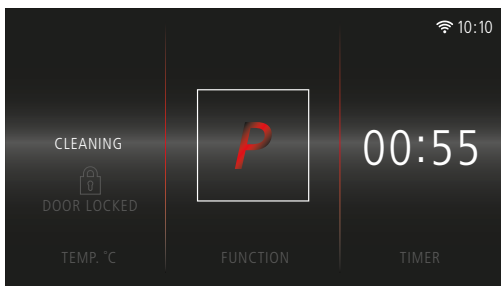 10:10
CLEANING
DOOR LOCKED
TEMP. °C
P
FUNCTION
00:55
TIMER